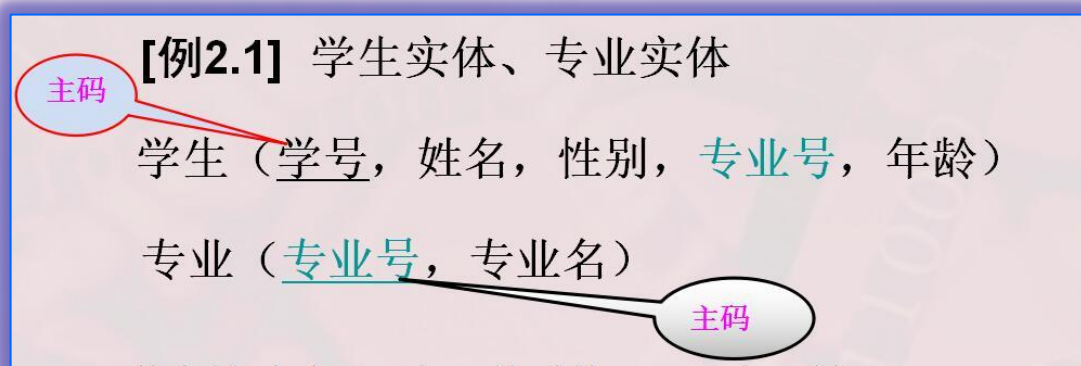 [例2.1] 学生实体、专业实体
主码
学生（学号，姓名，性别，专业号，年龄）
专业（专业号，专业名）
主码